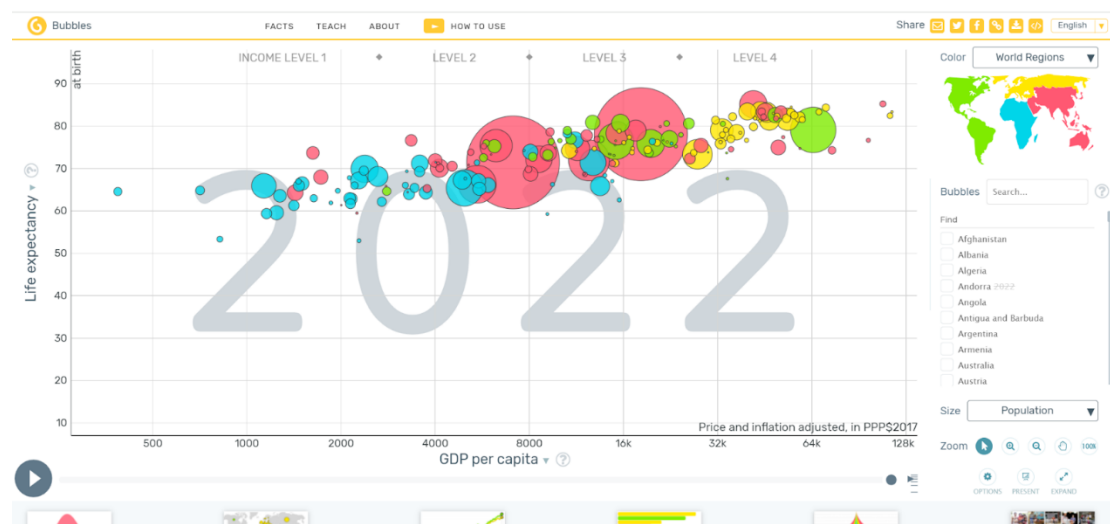 Bubbles
FACTS TEACH ABOUT HOW TO USE
Share English ▼
INCOME LEVEL 1 LEVEL 2 LEVEL 3 LEVEL 4
at birth
Life expectancy ▼ ?
90
80
70
60
50
40
30
20
10
2022
500 1000 2000 4000 8000 16k 32k 64k 128k
Price and inflation adjusted, in PPP$2017
GDP per capita ▼ ?
Color World Regions ▼
Bubbles Search... ?
Find
Afghanistan
Albania
Algeria
Andorra 2022
Angola
Antigua and Barbuda
Argentina
Armenia
Australia
Austria
Size Population ▼
Zoom 100%
OPTIONS PRESENT EXPAND